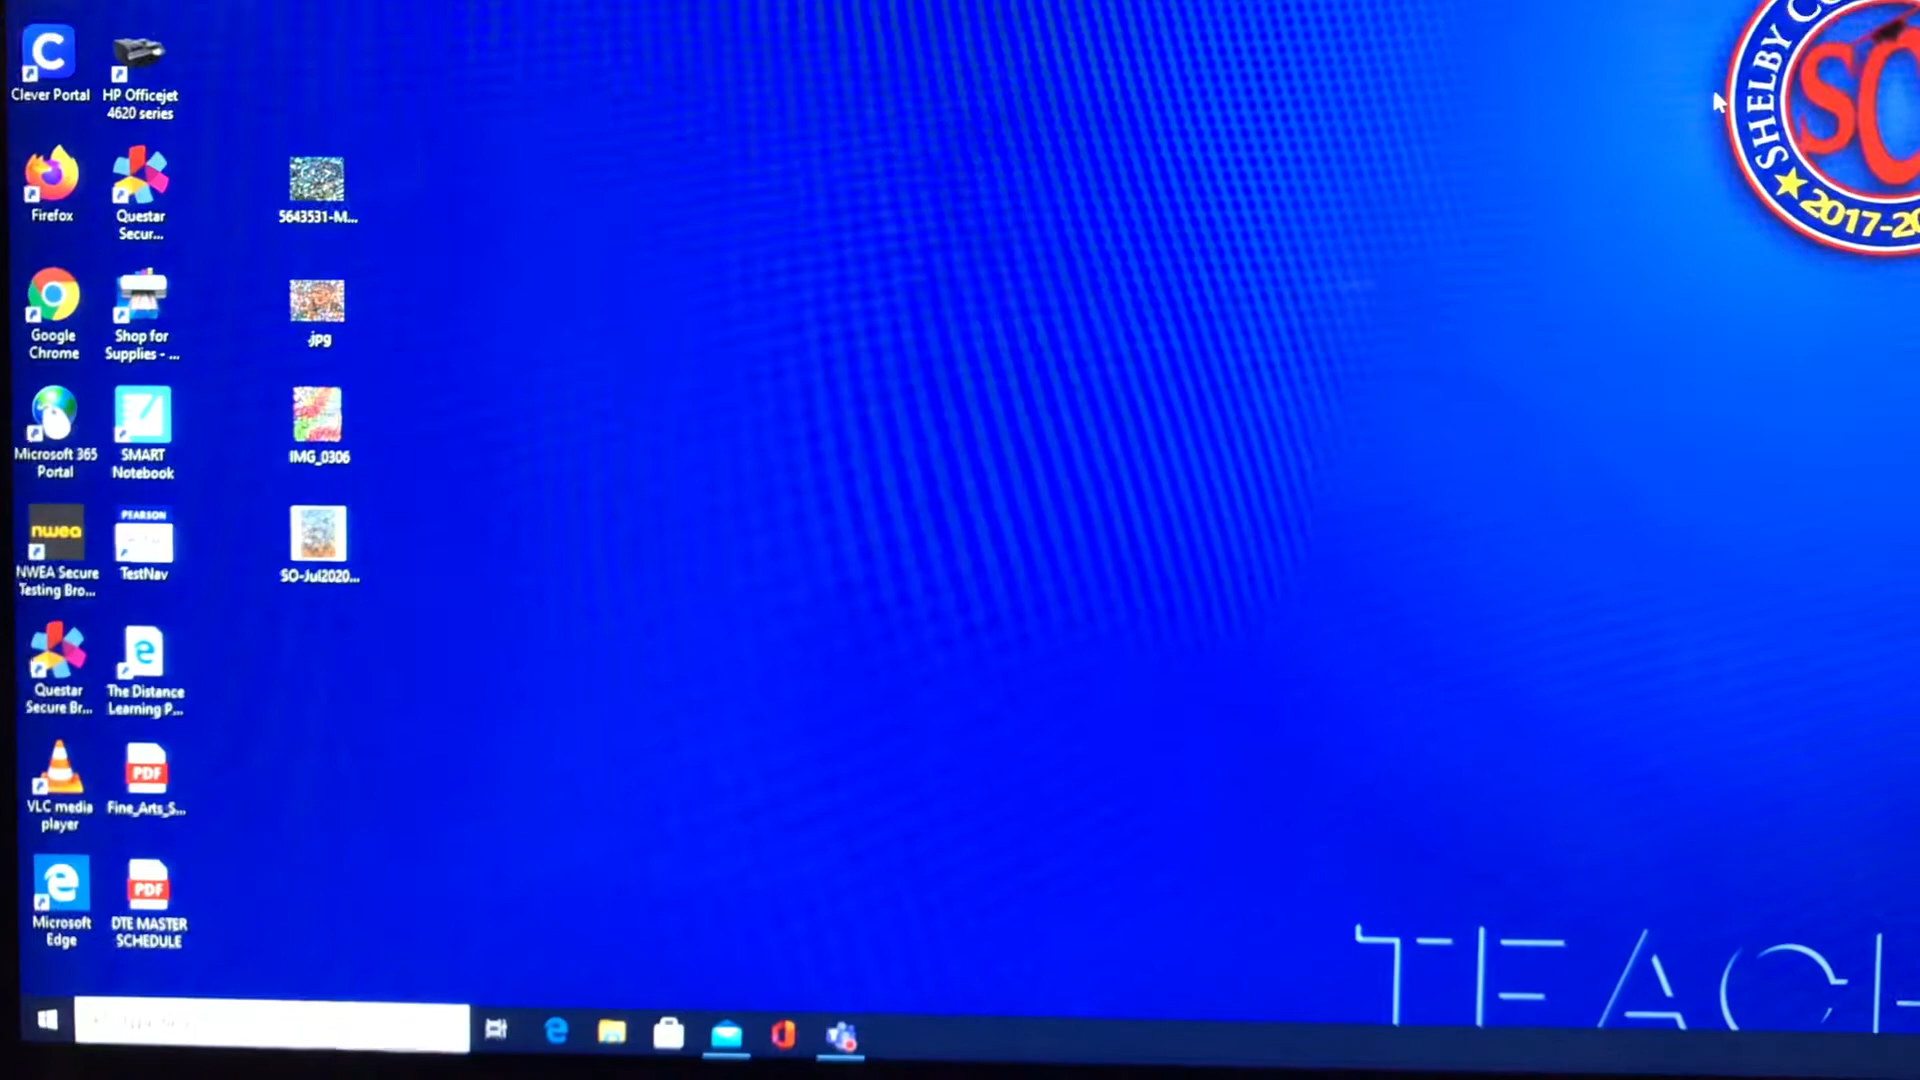 Clever Portal
HP Officejet
4620 series
Firefox
Questar
Secur...
5643531-M...
Google
Chrome
Shop for
Supplies - ...
.jpg
Microsoft 365
Portal
SMART
Notebook
IMG_0306
nwea
NWEA Secure
Testing Bro...
PEARSON
TestNav
SO-Jul2020...
Questar
Secure Br...
The Distance
Learning P...
VLC media
player
PDF
Fine_Arts_S...
Microsoft
Edge
PDF
DTE MASTER
SCHEDULE
SHELBY CO
SC
2017-20
TEACH